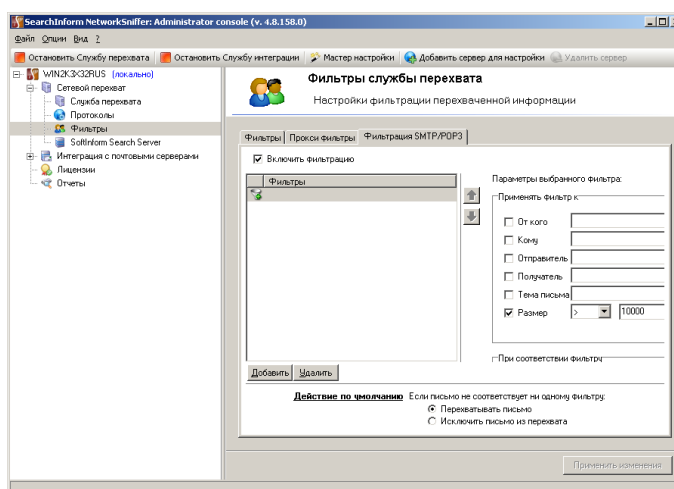 SearchInform NetworkSniffer: Administrator console (v. 4.8.158.0)
Файл Опции Вид ?
Остановить Службу перехвата Остановить Службу интеграции Мастер настройки Добавить сервер для настройки Удалить сервер
WIN2K3X32RUS (локально)
Сетевой перехват
Служба перехвата
Протоколы
Фильтры
SoftInform Search Server
Интеграция с почтовыми серверами
Лицензии
Отчеты
Фильтры службы перехвата
Настройки фильтрации перехваченной информации
Фильтры Прокси фильтры Фильтрация SMTP/POP3
Включить фильтрацию
Фильтры
Параметры выбранного фильтра:
Применять фильтр к
От кого
Кому
Отправитель
Получатель
Тема письма
Размер > 10000
При соответствии фильтру
Добавить Удалить
Действие по умолчанию Если письмо не соответствует ни одному фильтру:
Перехватывать письмо
Исключить письмо из перехвата
Применить изменения